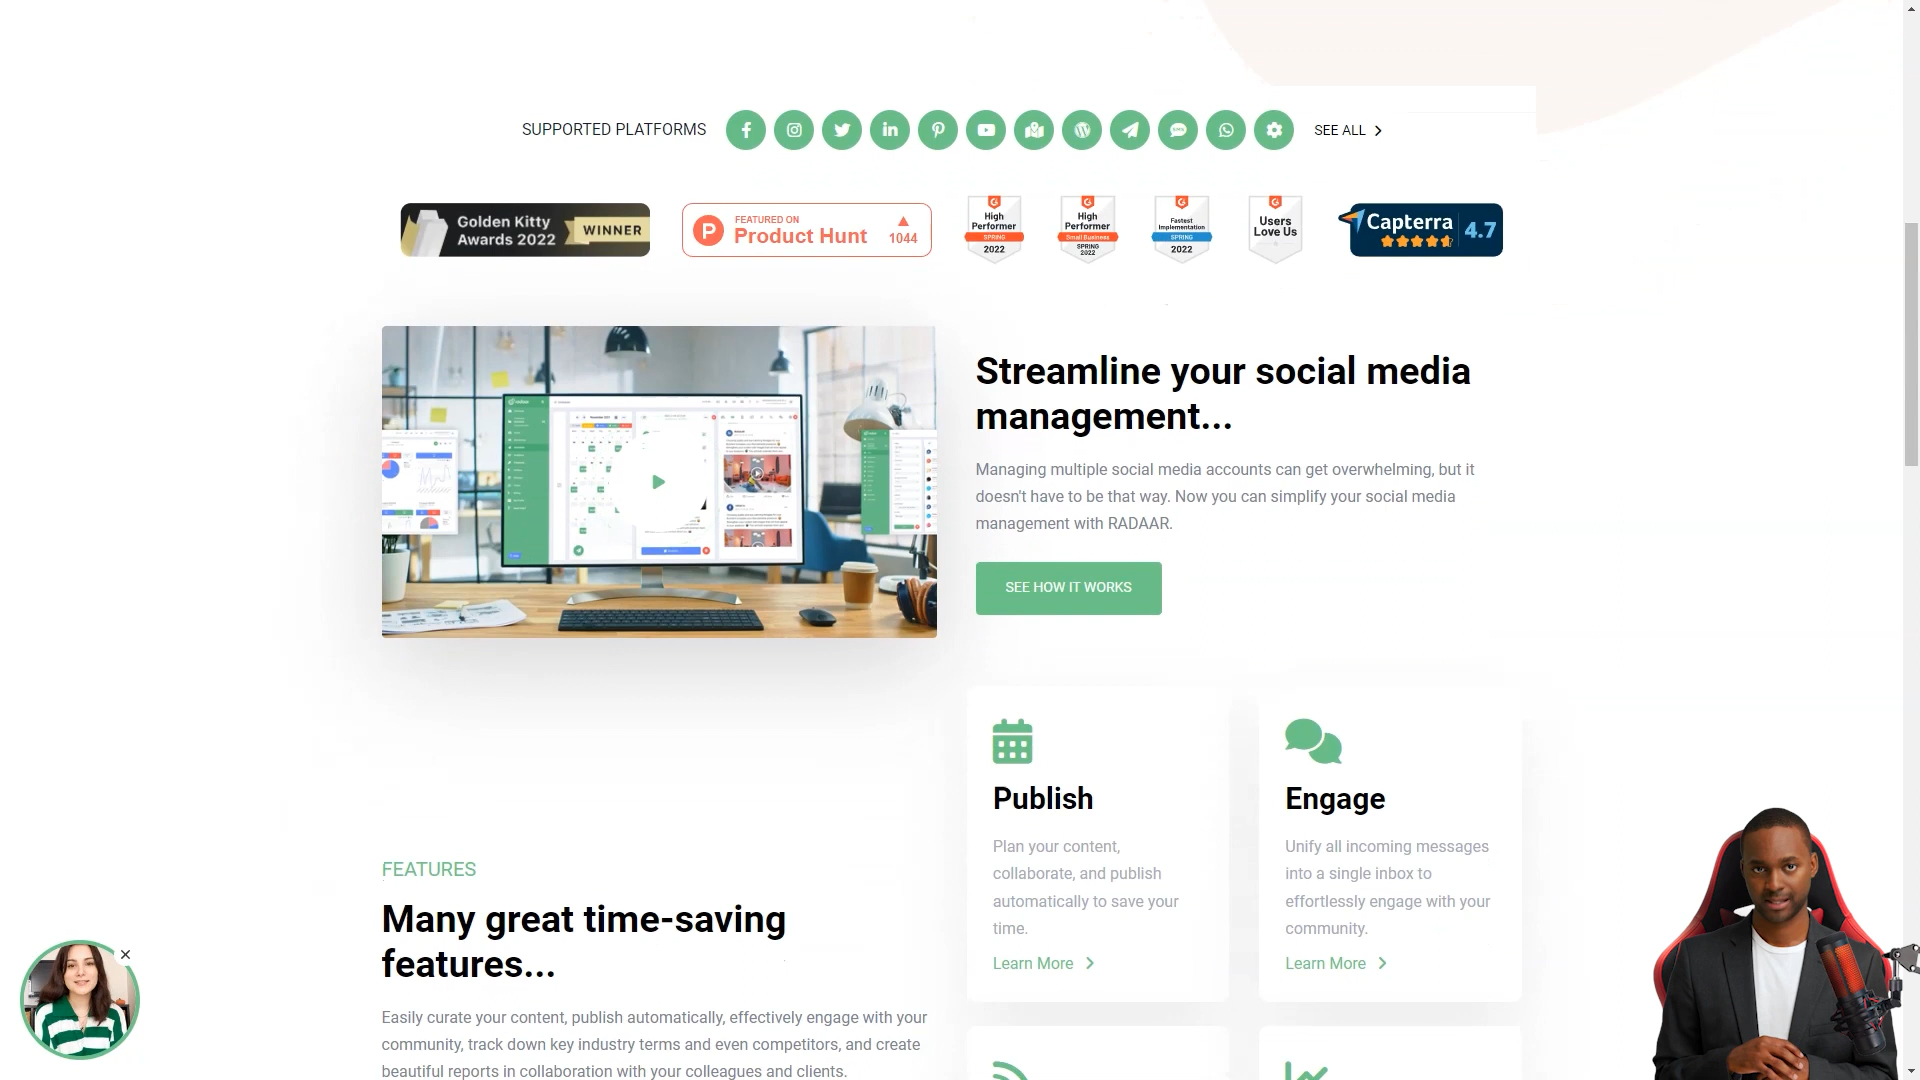 SUPPORTED PLATFORMS
SEE ALL
Golden Kitty
Awards 2022
WINNER
FEATURED ON
Product Hunt
1044
High
Performer
SPRING
2022
High
Performer
Small Business
SPRING
2022
Fastest
Implementation
SPRING
2022
Users
Love Us
Capterra
4.7
Streamline your social media
management...
Managing multiple social media accounts can get overwhelming, but it
doesn't have to be that way. Now you can simplify your social media
management with RADAAR.
SEE HOW IT WORKS
FEATURES
Many great time-saving
features...
Easily curate your content, publish automatically, effectively engage with your
community, track down key industry terms and even competitors, and create
beautiful reports in collaboration with your colleagues and clients.
Publish
Plan your content,
collaborate, and publish
automatically to save your
time.
Learn More
Engage
Unify all incoming messages
into a single inbox to
effortlessly engage with your
community.
Learn More